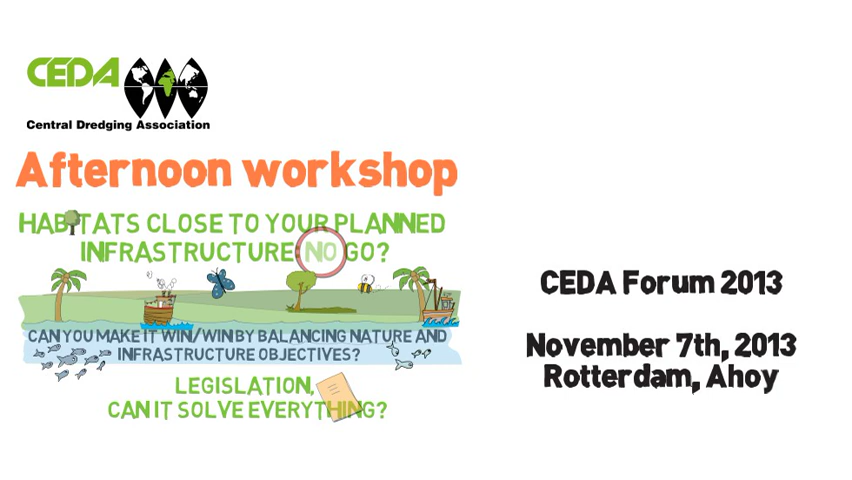 CEDA
Central Dredging Association
Afternoon workshop
HABITATS CLOSE TO YOUR PLANNED
INFRASTRUCTURE: NO GO?
CAN YOU MAKE IT WIN/WIN BY BALANCING NATURE AND
INFRASTRUCTURE OBJECTIVES?
LEGISLATION,
CAN IT SOLVE EVERYTHING?
CEDA Forum 2013
November 7th, 2013
Rotterdam, Ahoy